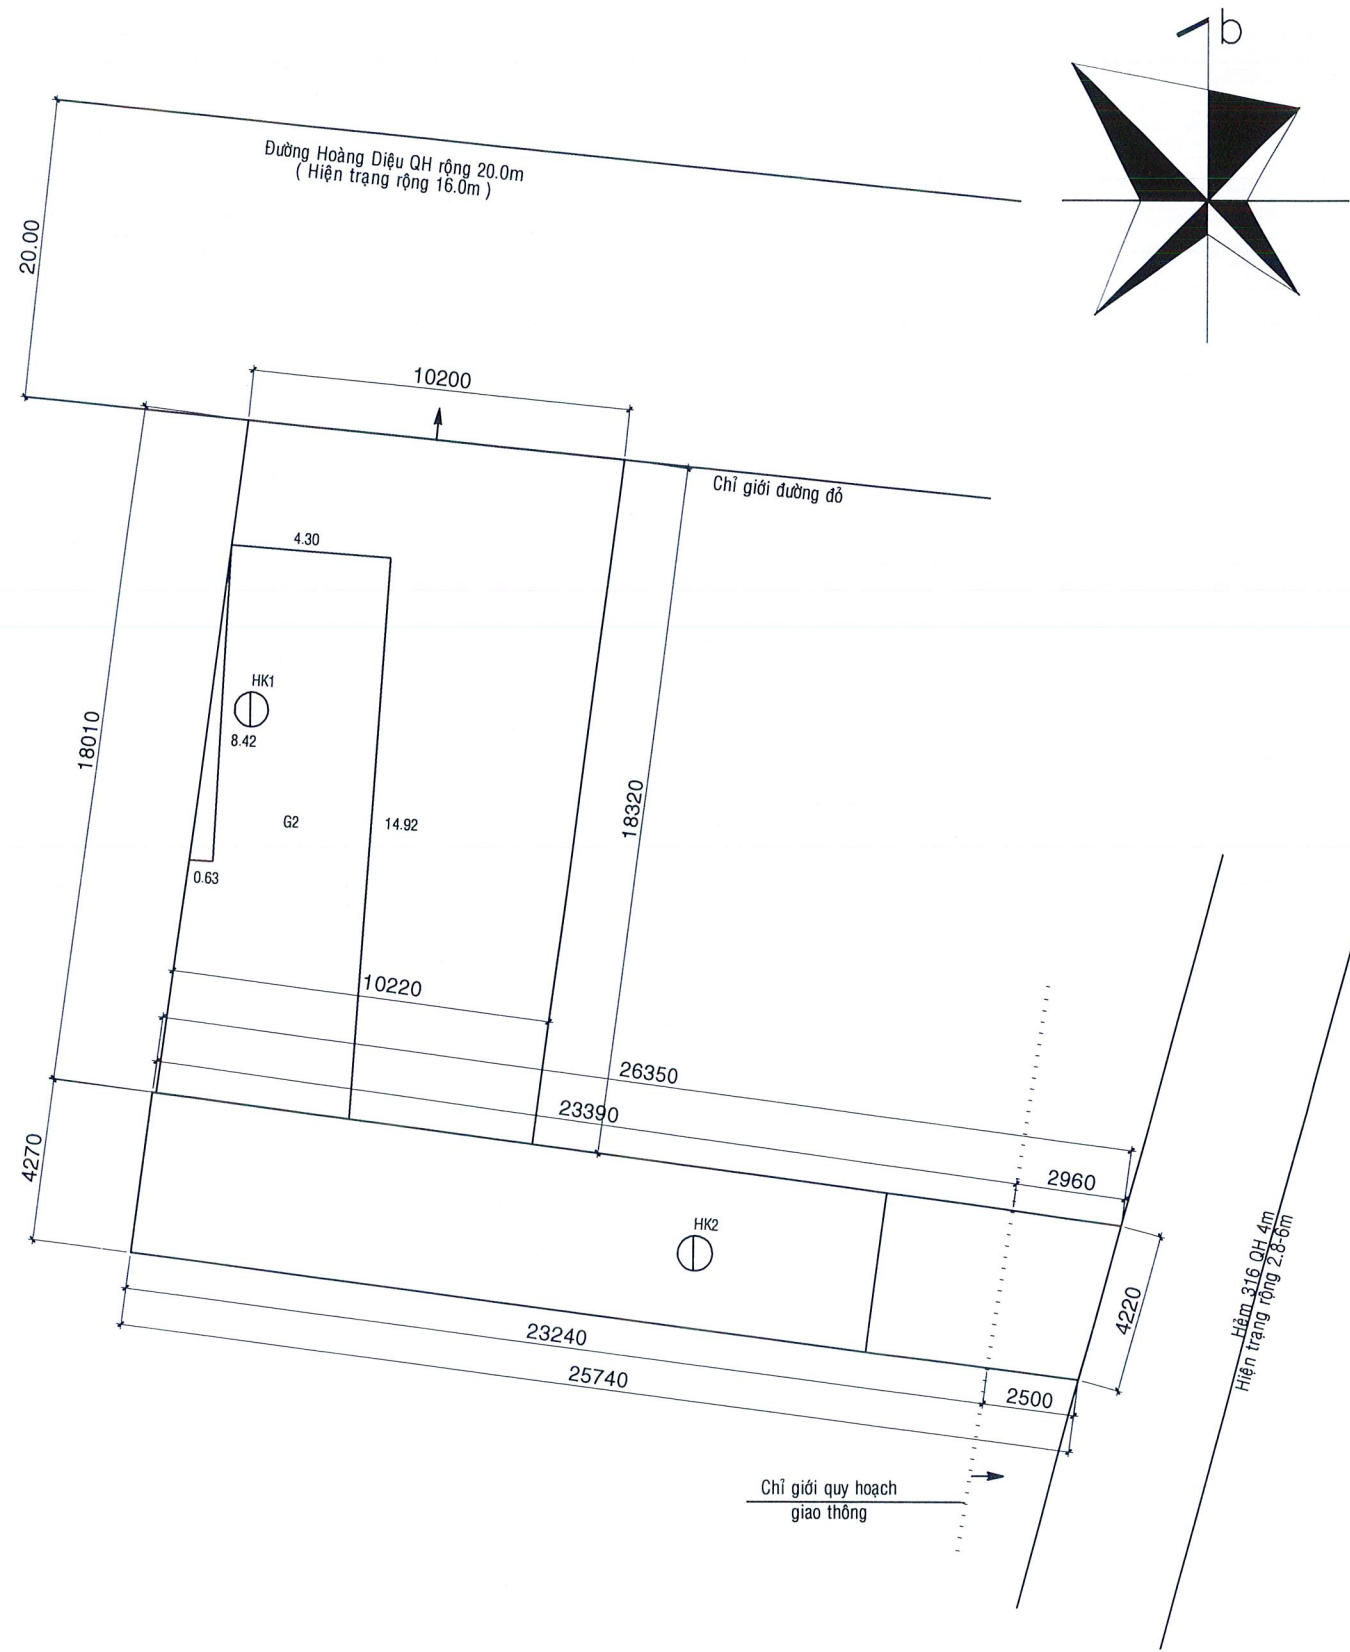 b
Đường Hoàng Diệu QH rộng 20.0m
( Hiện trạng rộng 16.0m )
20.00
10200
Chỉ giới đường đỏ
4.30
HK1
8.42
18010
G2
14.92
18320
0.63
10220
26350
23390
2960
4270
HK2
4220
Hẻm 316 QH 4m
Hiện trạng rộng 2.8-6m
23240
25740
2500
Chỉ giới quy hoạch
giao thông